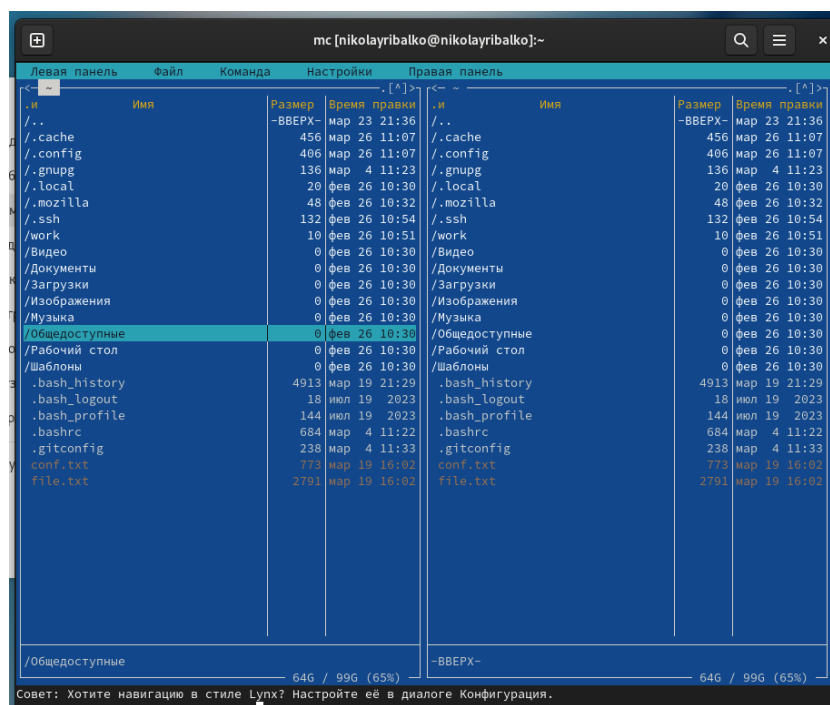 mc [nikolayribalko@nikolayribalko]:~
Левая панель Файл Команда Настройки Правая панель
<— ~ .[^]> <— ~ .[^]>
.и Имя Размер Время правки .и Имя Размер Время правки
/.. -ВВЕРХ- мар 23 21:36 /.. -ВВЕРХ- мар 23 21:36
/.cache 456 мар 26 11:07 /.cache 456 мар 26 11:07
/.config 406 мар 26 11:07 /.config 406 мар 26 11:07
/.gnupg 136 мар 4 11:23 /.gnupg 136 мар 4 11:23
/.local 20 фев 26 10:30 /.local 20 фев 26 10:30
/.mozilla 48 фев 26 10:32 /.mozilla 48 фев 26 10:32
/.ssh 132 фев 26 10:54 /.ssh 132 фев 26 10:54
/work 10 фев 26 10:51 /work 10 фев 26 10:51
/Видео 0 фев 26 10:30 /Видео 0 фев 26 10:30
/Документы 0 фев 26 10:30 /Документы 0 фев 26 10:30
/Загрузки 0 фев 26 10:30 /Загрузки 0 фев 26 10:30
/Изображения 0 фев 26 10:30 /Изображения 0 фев 26 10:30
/Музыка 0 фев 26 10:30 /Музыка 0 фев 26 10:30
/Общедоступные 0 фев 26 10:30 /Общедоступные 0 фев 26 10:30
/Рабочий стол 0 фев 26 10:30 /Рабочий стол 0 фев 26 10:30
/Шаблоны 0 фев 26 10:30 /Шаблоны 0 фев 26 10:30
.bash_history 4913 мар 19 21:29 .bash_history 4913 мар 19 21:29
.bash_logout 18 июл 19 2023 .bash_logout 18 июл 19 2023
.bash_profile 144 июл 19 2023 .bash_profile 144 июл 19 2023
.bashrc 684 мар 4 11:22 .bashrc 684 мар 4 11:22
.gitconfig 238 мар 4 11:33 .gitconfig 238 мар 4 11:33
conf.txt 773 мар 19 16:02 conf.txt 773 мар 19 16:02
file.txt 2791 мар 19 16:02 file.txt 2791 мар 19 16:02
/Общедоступные -ВВЕРХ-
64G / 99G (65%) 64G / 99G (65%)
Совет: Хотите навигацию в стиле Lynx? Настройте её в диалоге Конфигурация.